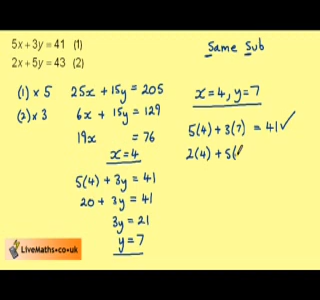 5x + 3y = 41 (1)
2x + 5y = 43 (2)
Same Sub
(1) × 5 25x + 15y = 205
(2) × 3 6x + 15y = 129
19x = 76
x = 4
5(4) + 3y = 41
20 + 3y = 41
3y = 21
y = 7
x = 4, y = 7
5(4) + 3(7) = 41 ✓
2(4) + 5(
LiveMaths.co.uk